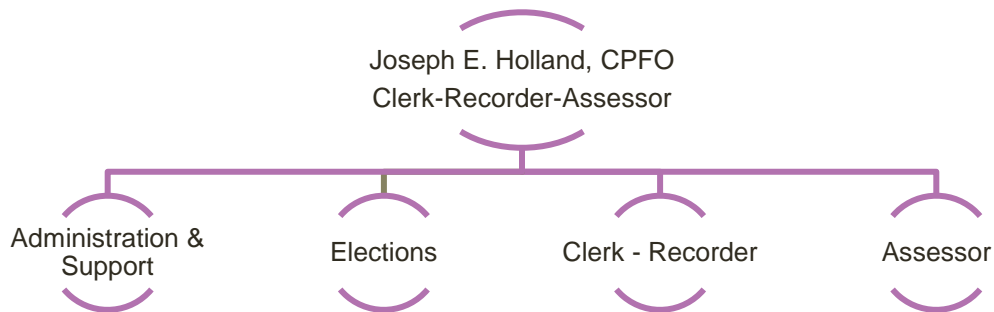 Joseph E. Holland, CPFO
Clerk-Recorder-Assessor
Administration &
Support
Elections
Clerk - Recorder
Assessor